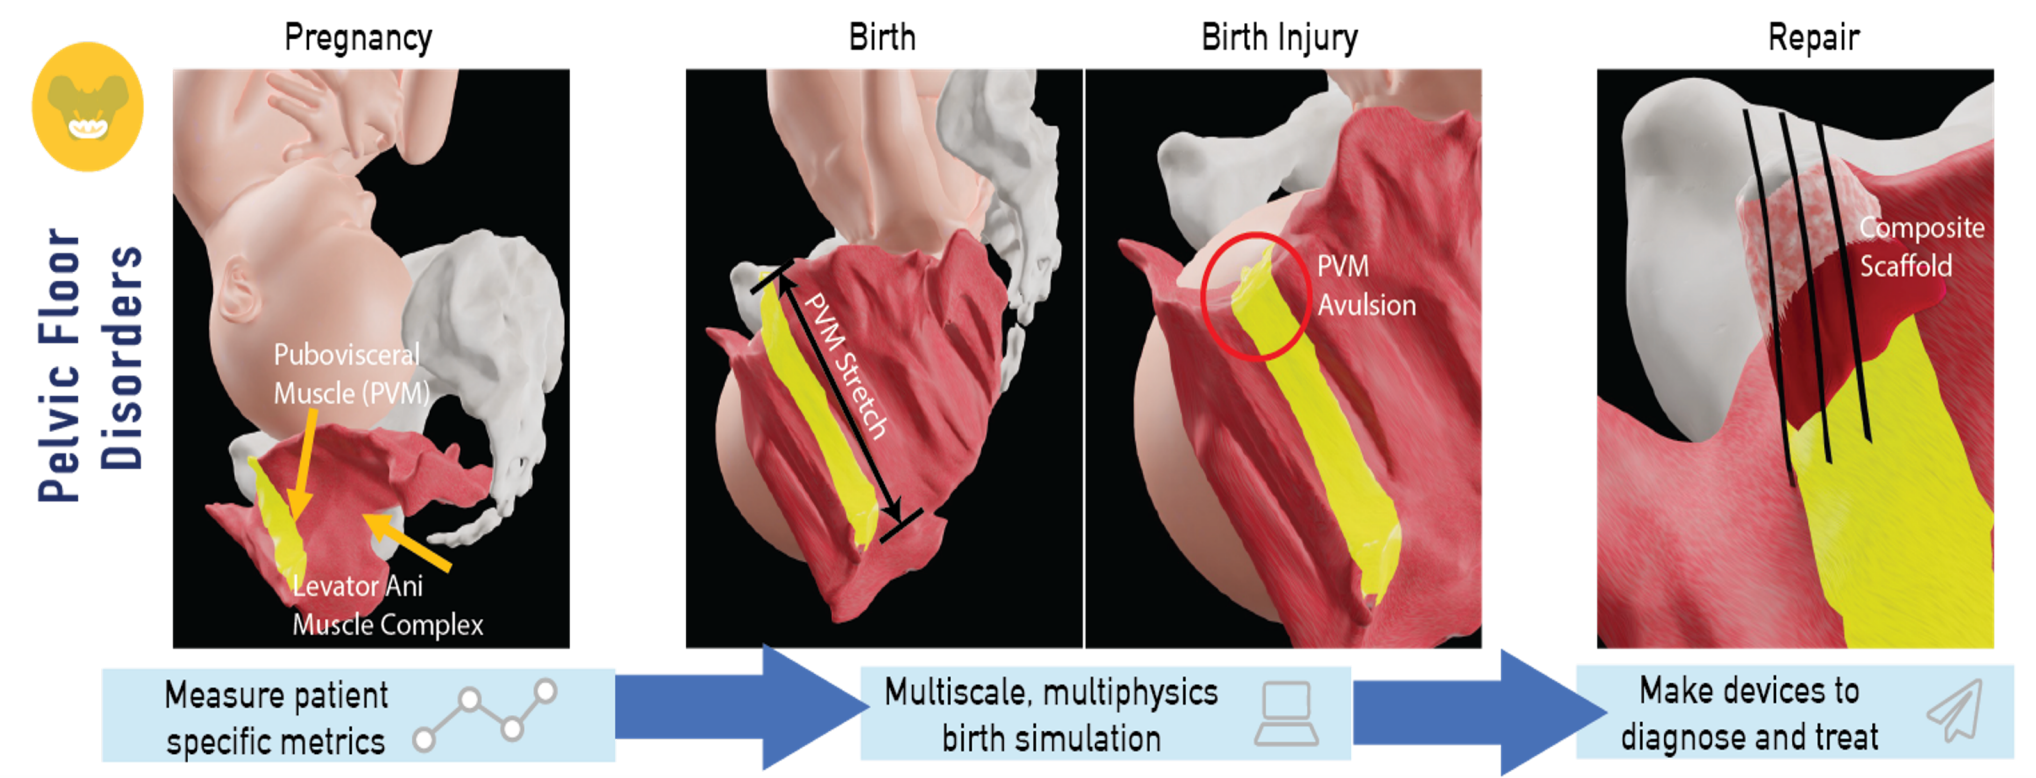 Pelvic Floor
Disorders
Pregnancy
Pubovisceral
Muscle (PVM)
Levator Ani
Muscle Complex
Birth
PVM Stretch
Birth Injury
PVM
Avulsion
Repair
Composite
Scaffold
Measure patient
specific metrics
Multiscale, multiphysics
birth simulation
Make devices to
diagnose and treat